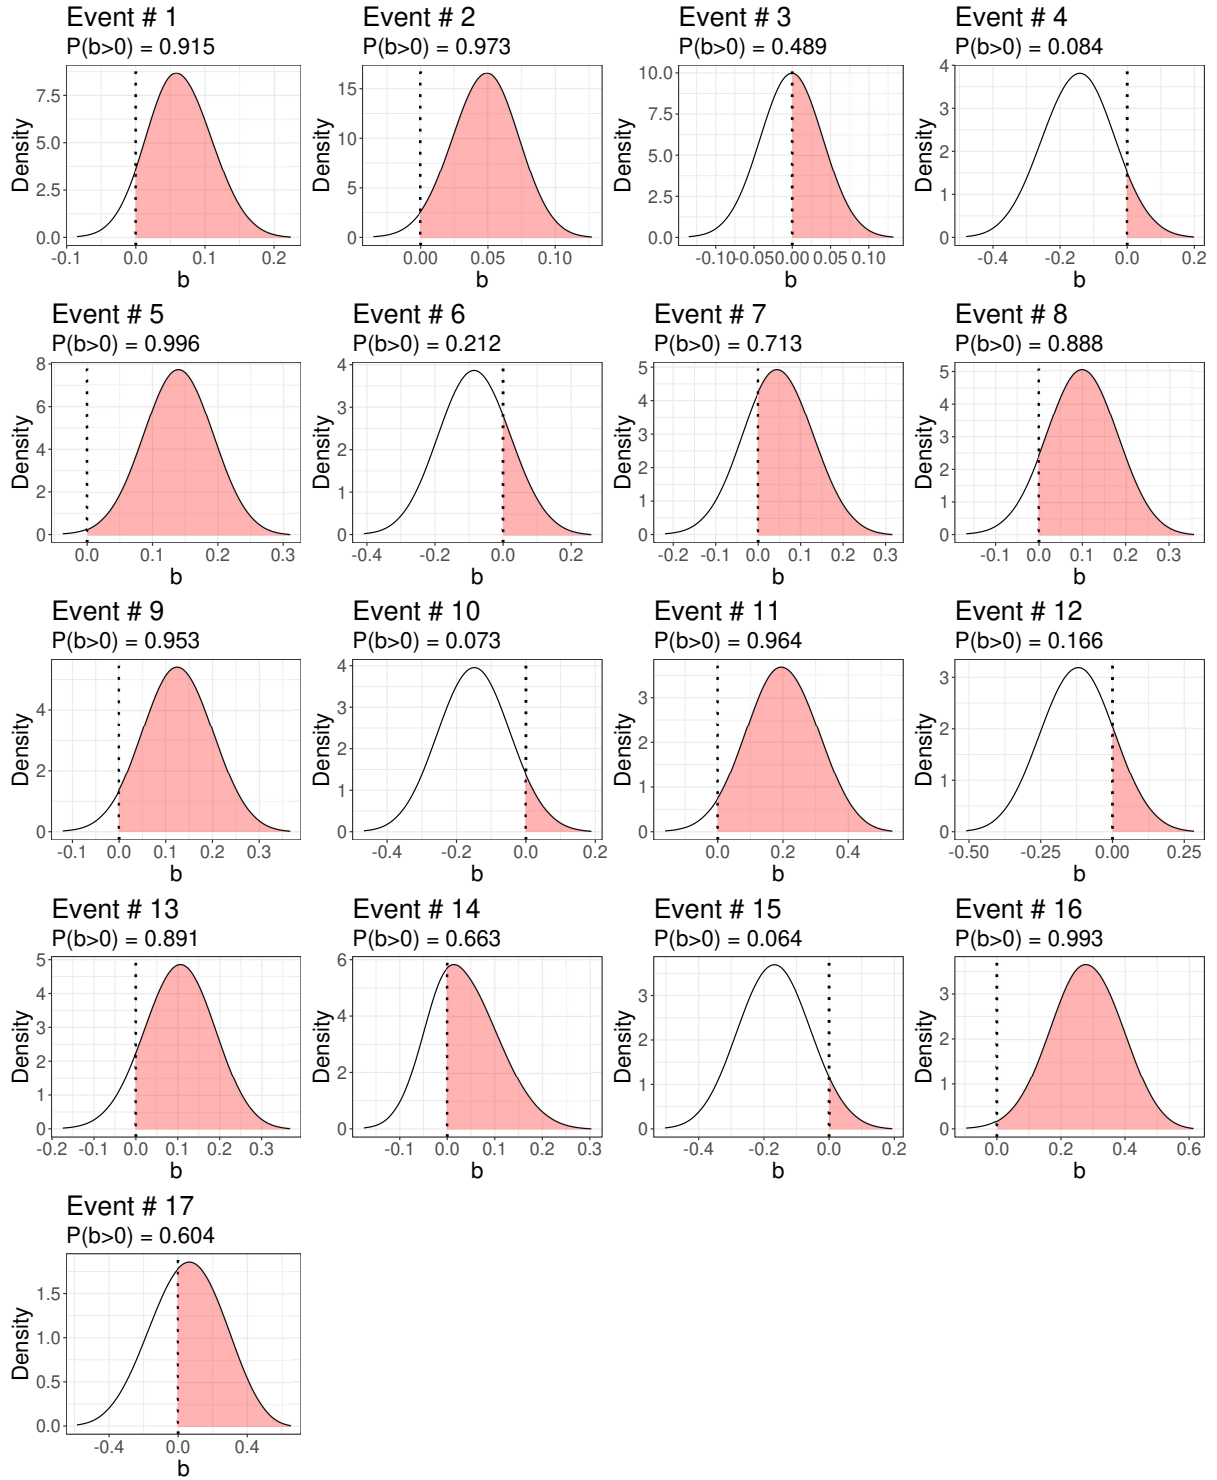 Event # 1
P(b>0) = 0.915
Density
7.5
5.0
2.5
0.0
-0.1 0.0 0.1 0.2
b
Event # 2
P(b>0) = 0.973
Density
15
10
5
0
0.00 0.05 0.10
b
Event # 3
P(b>0) = 0.489
Density
10.0
7.5
5.0
2.5
0.0
-0.10 -0.05 0.00 0.05 0.10
b
Event # 4
P(b>0) = 0.084
Density
4
3
2
1
0
-0.4 -0.2 0.0 0.2
b
Event # 5
P(b>0) = 0.996
Density
8
6
4
2
0
0.0 0.1 0.2 0.3
b
Event # 6
P(b>0) = 0.212
Density
4
3
2
1
0
-0.4 -0.2 0.0 0.2
b
Event # 7
P(b>0) = 0.713
Density
5
4
3
2
1
0
-0.2 -0.1 0.0 0.1 0.2 0.3
b
Event # 8
P(b>0) = 0.888
Density
5
4
3
2
1
0
-0.1 0.0 0.1 0.2 0.3
b
Event # 9
P(b>0) = 0.953
Density
4
2
0
-0.1 0.0 0.1 0.2 0.3
b
Event # 10
P(b>0) = 0.073
Density
4
3
2
1
0
-0.4 -0.2 0.0 0.2
b
Event # 11
P(b>0) = 0.964
Density
3
2
1
0
0.0 0.2 0.4
b
Event # 12
P(b>0) = 0.166
Density
3
2
1
0
-0.50 -0.25 0.00 0.25
b
Event # 13
P(b>0) = 0.891
Density
5
4
3
2
1
0
-0.2 -0.1 0.0 0.1 0.2 0.3
b
Event # 14
P(b>0) = 0.663
Density
6
4
2
0
-0.1 0.0 0.1 0.2 0.3
b
Event # 15
P(b>0) = 0.064
Density
3
2
1
0
-0.4 -0.2 0.0 0.2
b
Event # 16
P(b>0) = 0.993
Density
3
2
1
0
0.0 0.2 0.4 0.6
b
Event # 17
P(b>0) = 0.604
Density
1.5
1.0
0.5
0.0
-0.4 0.0 0.4
b